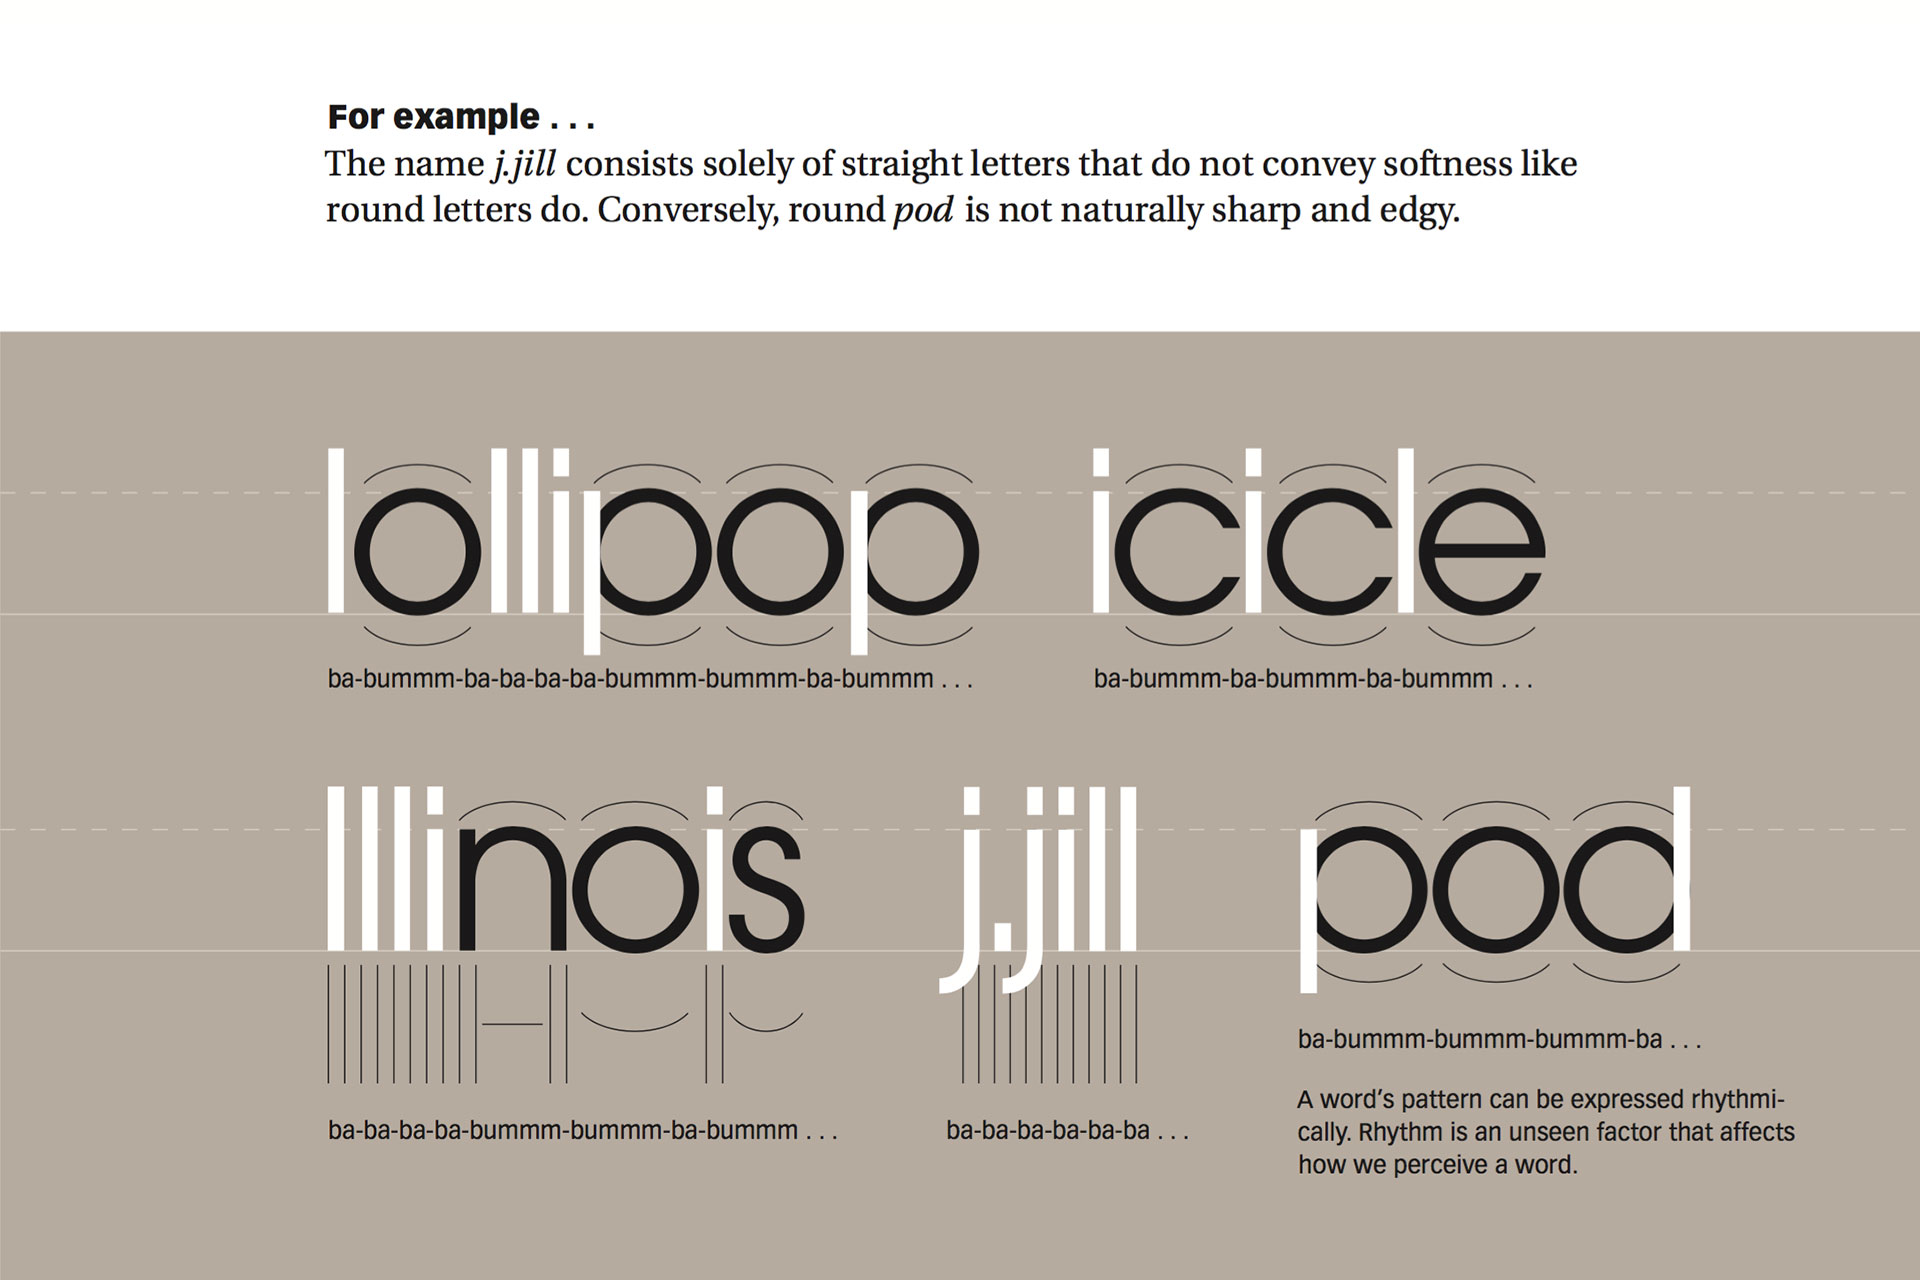 For example . . .
The name j.jill consists solely of straight letters that do not convey softness like
round letters do. Conversely, round pod is not naturally sharp and edgy.
lollipop
icicle
ba-bummm-ba-ba-ba-ba-bummm-bummm-ba-bummm . . .
ba-bummm-ba-bummm-ba-bummm . . .
Illinois
j.jill
pod
ba-ba-ba-ba-bummm-bummm-ba-bummm . . .
ba-ba-ba-ba-ba-ba . . .
ba-bummm-bummm-bummm-ba . . .
A word’s pattern can be expressed rhythmi-
cally. Rhythm is an unseen factor that affects
how we perceive a word.